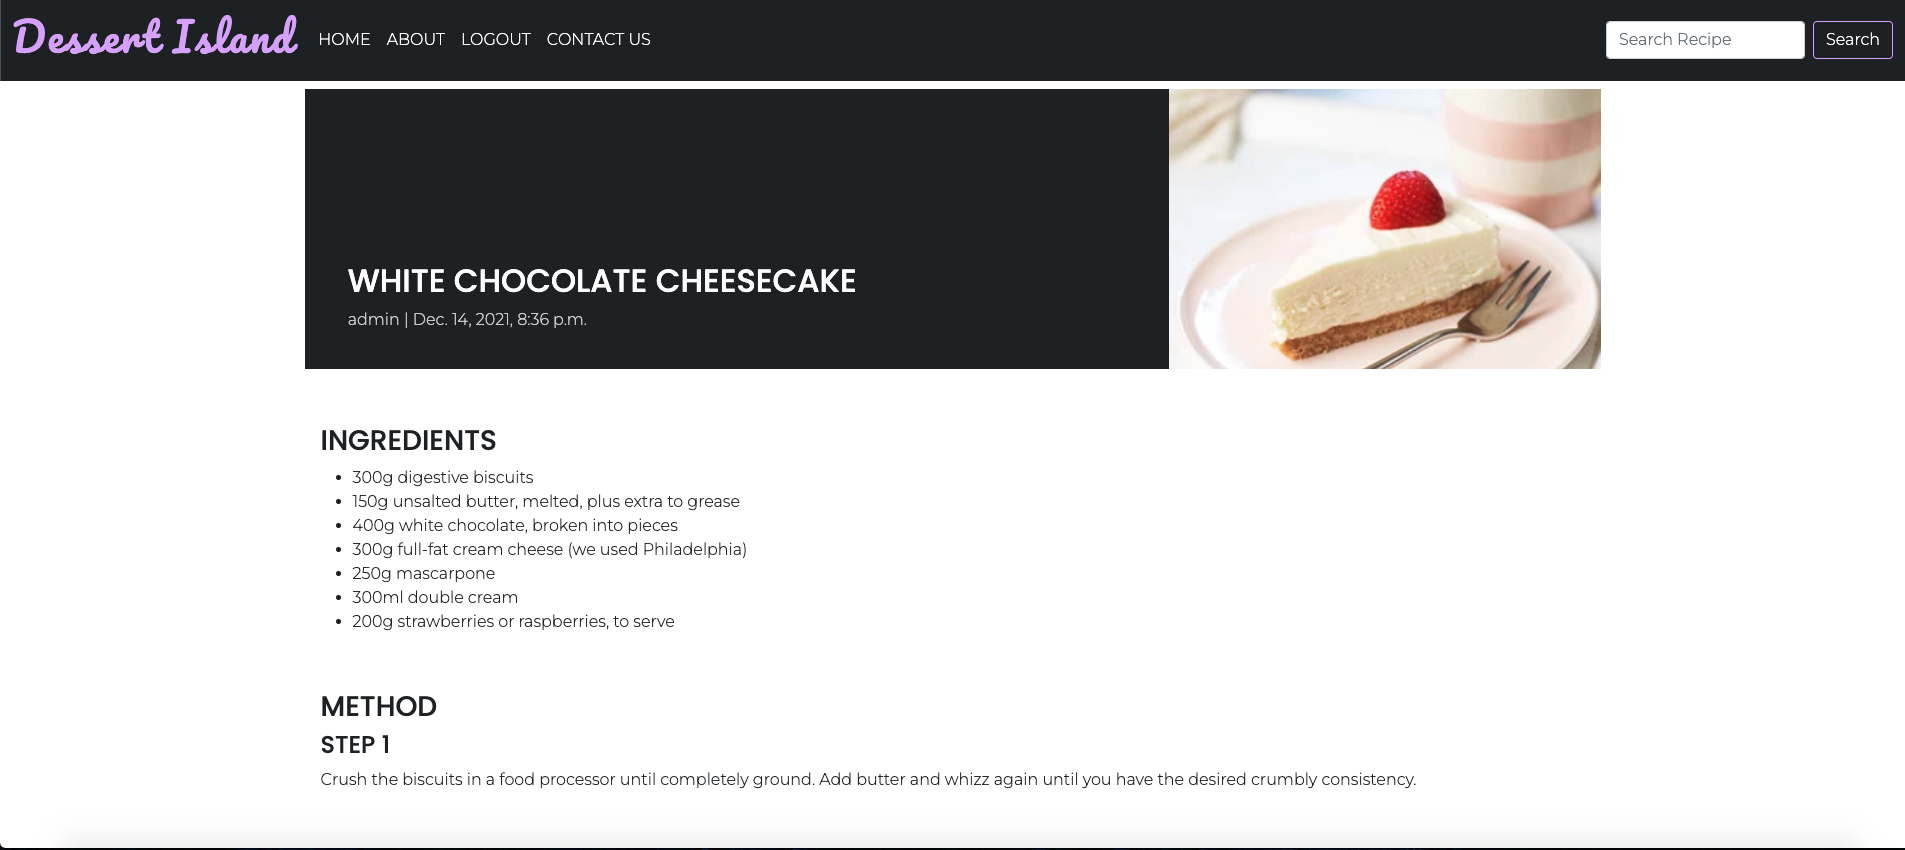 Dessert Island HOME ABOUT LOGOUT CONTACT US Search Recipe Search
WHITE CHOCOLATE CHEESECAKE
admin | Dec. 14, 2021, 8:36 p.m.
INGREDIENTS
• 300g digestive biscuits
• 150g unsalted butter, melted, plus extra to grease
• 400g white chocolate, broken into pieces
• 300g full-fat cream cheese (we used Philadelphia)
• 250g mascarpone
• 300ml double cream
• 200g strawberries or raspberries, to serve
METHOD
STEP 1
Crush the biscuits in a food processor until completely ground. Add butter and whizz again until you have the desired crumbly consistency.